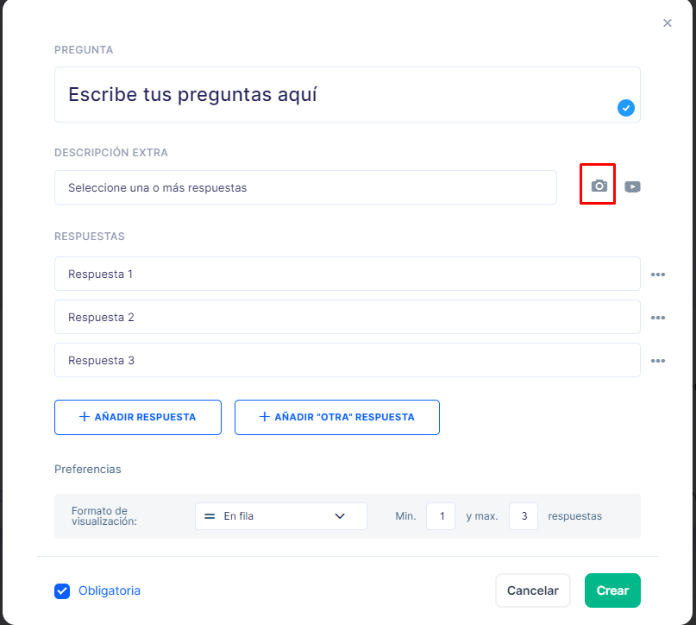 PREGUNTA
Escribe tus preguntas aquí
DESCRIPCIÓN EXTRA
Seleccione una o más respuestas
RESPUESTAS
Respuesta 1
Respuesta 2
Respuesta 3
+ AÑADIR RESPUESTA + AÑADIR "OTRA" RESPUESTA
Preferencias
Formato de
visualización:
En fila
Min. 1 y max. 3 respuestas
Obligatoria
Cancelar Crear